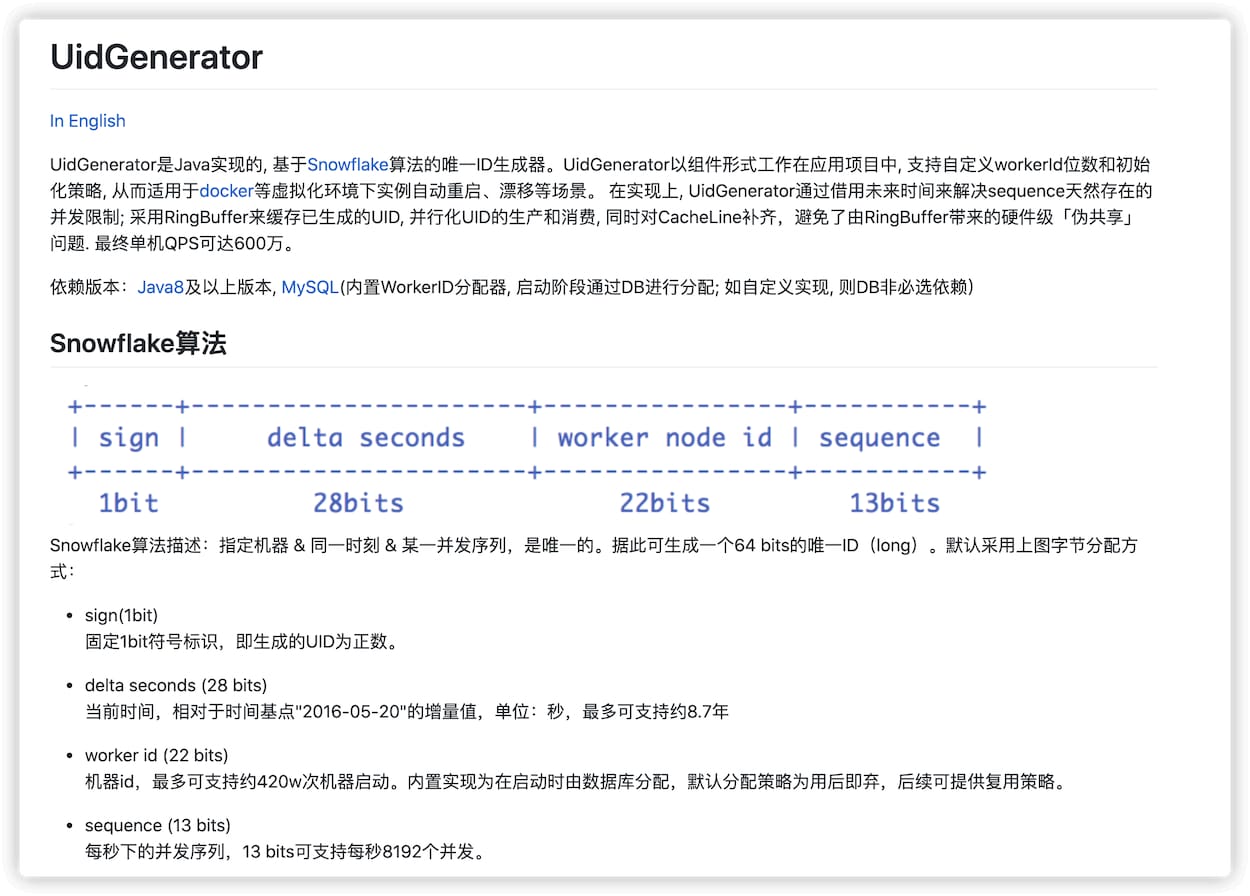 UidGenerator
In English
UidGenerator是Java实现的, 基于Snowflake算法的唯一ID生成器。UidGenerator以组件形式工作在应用项目中, 支持自定义workerId位数和初始
化策略, 从而适用于docker等虚拟化环境下实例自动重启、漂移等场景。 在实现上, UidGenerator通过借用未来时间来解决sequence天然存在的
并发限制; 采用RingBuffer来缓存已生成的UID, 并行化UID的生产和消费, 同时对CacheLine补齐，避免了由RingBuffer带来的硬件级「伪共享」
问题. 最终单机QPS可达600万。
依赖版本：Java8及以上版本, MySQL(内置WorkerID分配器, 启动阶段通过DB进行分配; 如自定义实现, 则DB非必选依赖)
Snowflake算法
+------+----------------------+----------------+-----------+
| sign | delta seconds | worker node id | sequence |
+------+----------------------+----------------+-----------+
1bit 28bits 22bits 13bits
Snowflake算法描述：指定机器 & 同一时刻 & 某一并发序列，是唯一的。据此可生成一个64 bits的唯一ID（long）。默认采用上图字节分配方
式：
• sign(1bit)
固定1bit符号标识，即生成的UID为正数。
• delta seconds (28 bits)
当前时间，相对于时间基点"2016-05-20"的增量值，单位：秒，最多可支持约8.7年
• worker id (22 bits)
机器id，最多可支持约420w次机器启动。内置实现为在启动时由数据库分配，默认分配策略为用后即弃，后续可提供复用策略。
• sequence (13 bits)
每秒下的并发序列，13 bits可支持每秒8192个并发。